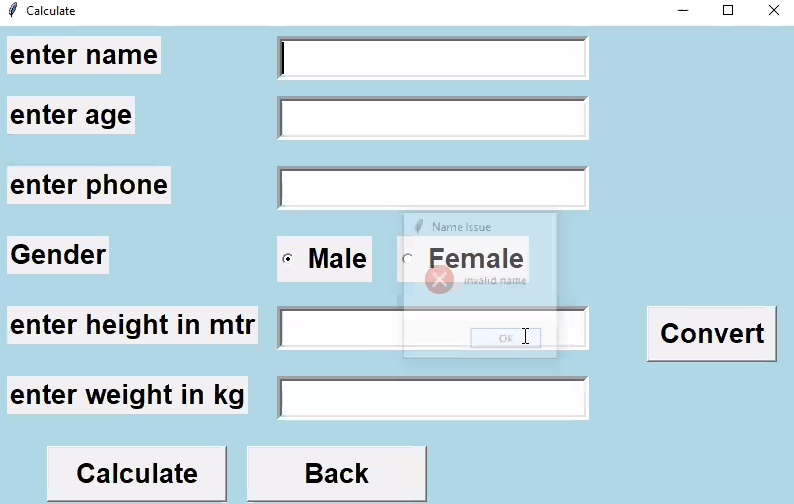 Calculate
enter name
enter age
enter phone
Name Issue
Gender
Male
Female
invalid name
enter height in mtr
Convert
OK
enter weight in kg
Calculate
Back